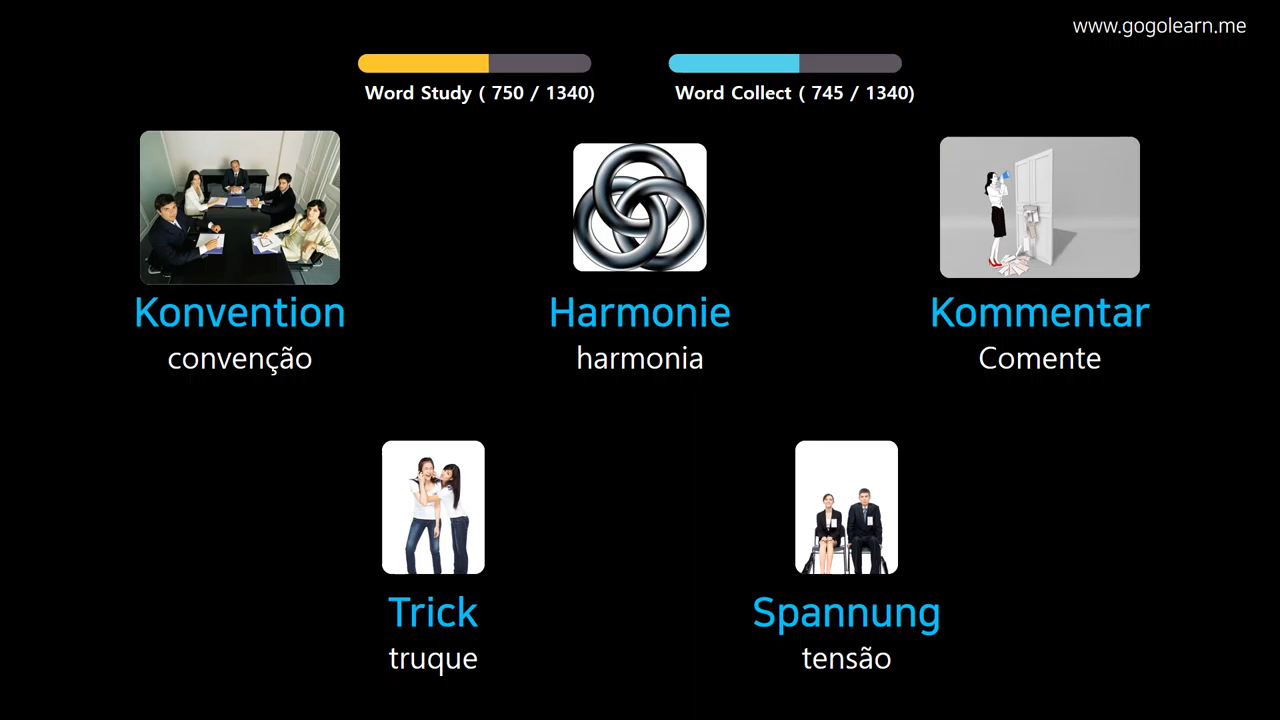 www.gogolearn.me
Word Study ( 750 / 1340)
Word Collect ( 745 / 1340)
Konvention
convenção
Harmonie
harmonia
Kommentar
Comente
Trick
truque
Spannung
tensão